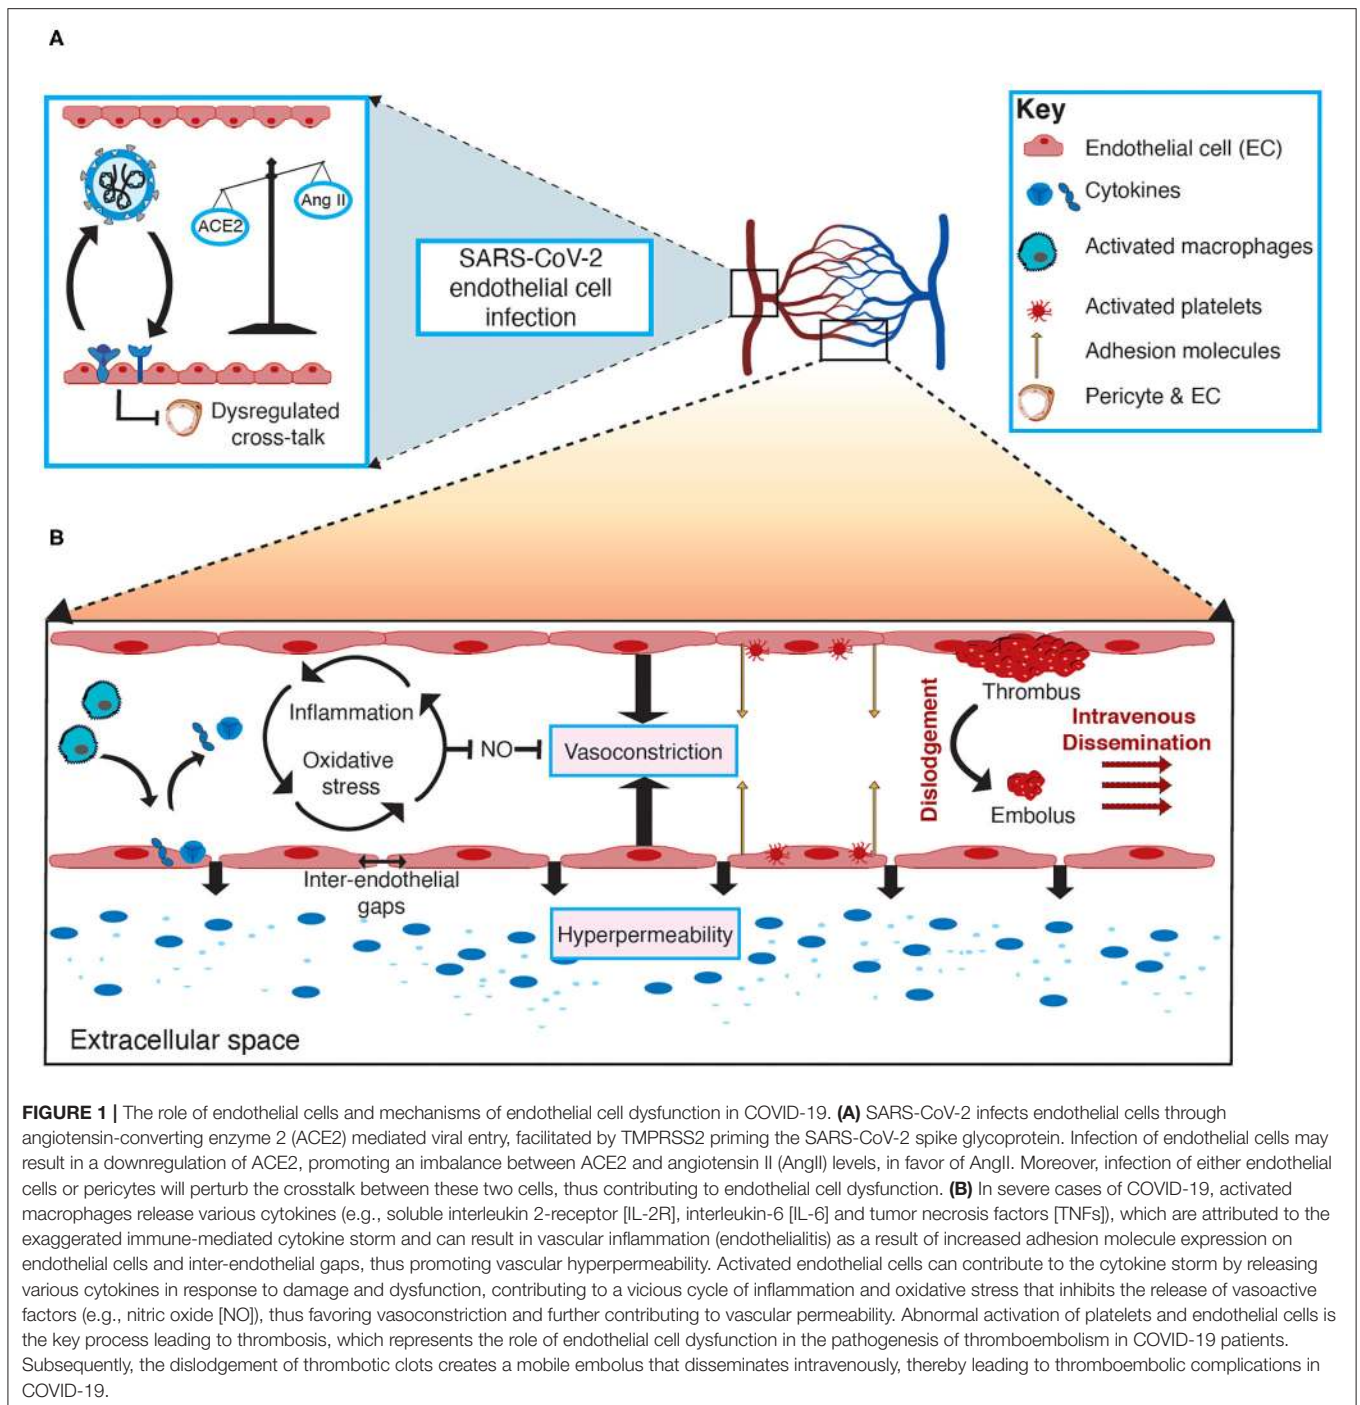 A
Key
Endothelial cell (EC)
Cytokines
Activated macrophages
Activated platelets
Adhesion molecules
Pericyte & EC
ACE2
Ang II
Dysregulated
cross-talk
SARS-CoV-2
endothelial cell
infection
B
Inflammation
Oxidative
stress
NO
Vasoconstriction
Thrombus
Dislodgement
Embolus
Intravenous
Dissemination
Inter-endothelial
gaps
Hyperpermeability
Extracellular space
FIGURE 1 | The role of endothelial cells and mechanisms of endothelial cell dysfunction in COVID-19. (A) SARS-CoV-2 infects endothelial cells through
angiotensin-converting enzyme 2 (ACE2) mediated viral entry, facilitated by TMPRSS2 priming the SARS-CoV-2 spike glycoprotein. Infection of endothelial cells may
result in a downregulation of ACE2, promoting an imbalance between ACE2 and angiotensin II (AngII) levels, in favor of AngII. Moreover, infection of either endothelial
cells or pericytes will perturb the crosstalk between these two cells, thus contributing to endothelial cell dysfunction. (B) In severe cases of COVID-19, activated
macrophages release various cytokines (e.g., soluble interleukin 2-receptor [IL-2R], interleukin-6 [IL-6] and tumor necrosis factors [TNFs]), which are attributed to the
exaggerated immune-mediated cytokine storm and can result in vascular inflammation (endothelialitis) as a result of increased adhesion molecule expression on
endothelial cells and inter-endothelial gaps, thus promoting vascular hyperpermeability. Activated endothelial cells can contribute to the cytokine storm by releasing
various cytokines in response to damage and dysfunction, contributing to a vicious cycle of inflammation and oxidative stress that inhibits the release of vasoactive
factors (e.g., nitric oxide [NO]), thus favoring vasoconstriction and further contributing to vascular permeability. Abnormal activation of platelets and endothelial cells is
the key process leading to thrombosis, which represents the role of endothelial cell dysfunction in the pathogenesis of thromboembolism in COVID-19 patients.
Subsequently, the dislodgement of thrombotic clots creates a mobile embolus that disseminates intravenously, thereby leading to thromboembolic complications in
COVID-19.